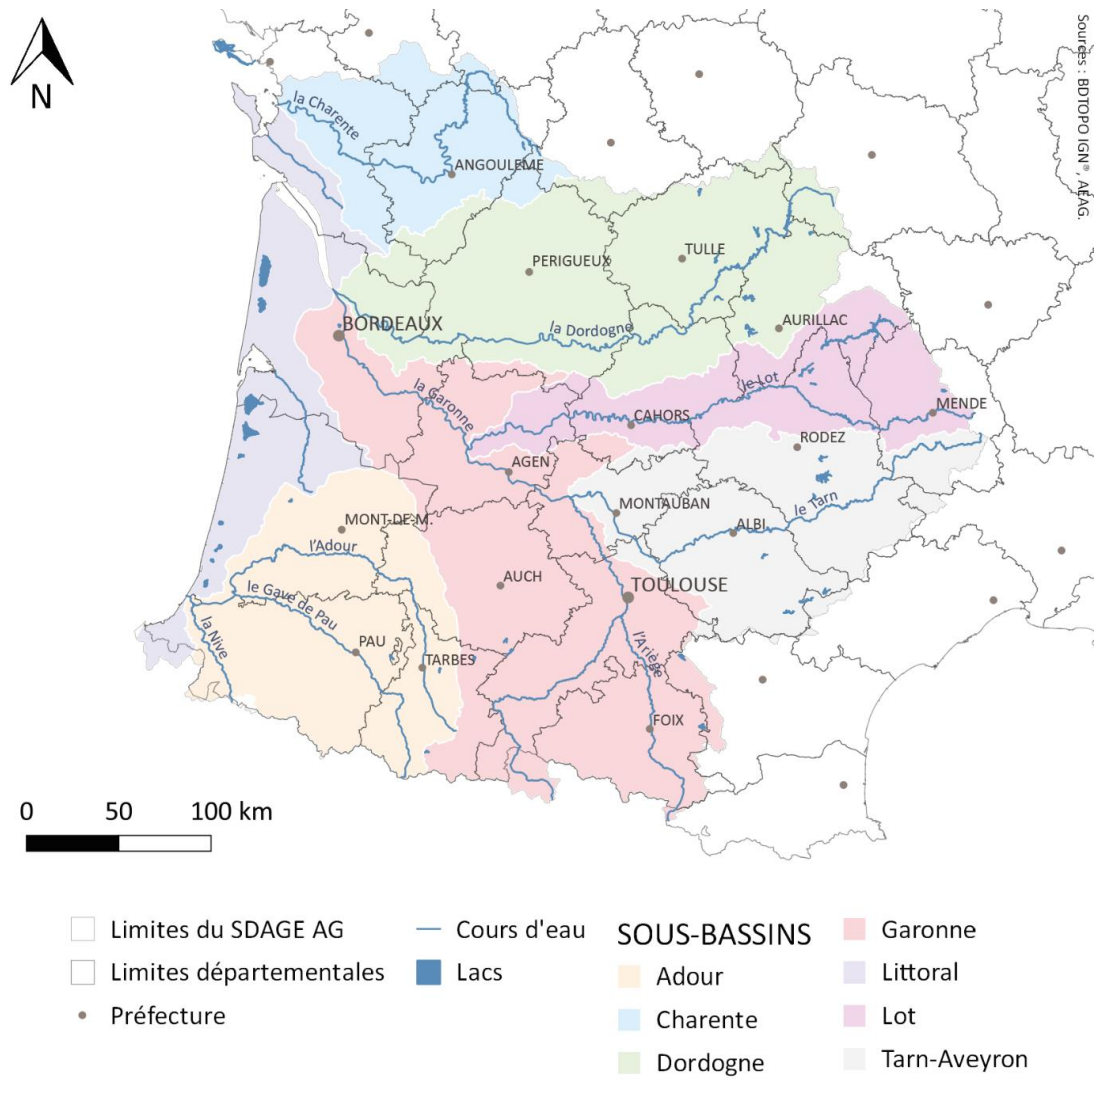 Sources : BDTOPO IGN®, AEAG.
N
la Charente
ANGOULEME
TULLE
PERIGUEUX
BORDEAUX
la Dordogne
AURILLAC
la Garonne
le Lot
MENDE
CAHORS
RODEZ
AGEN
MONTAUBAN
le Tarn
MONT-DE-M.
ALBI
l'Adour
AUCH
TOULOUSE
le Gave de Pau
la Nive
PAU
TARBES
l'Ariège
FOIX
0 50 100 km
Limites du SDAGE AG
Limites départementales
Préfecture
Cours d'eau
Lacs
SOUS-BASSINS
Adour
Charente
Dordogne
Garonne
Littoral
Lot
Tarn-Aveyron